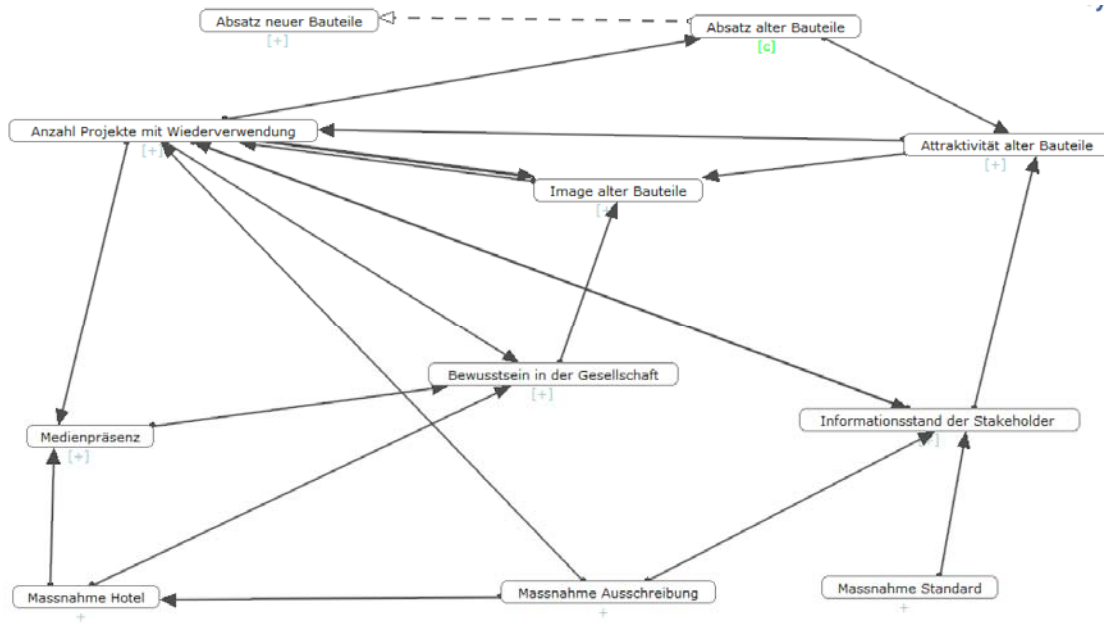 Absatz neuer Bauteile
[+]
Absatz alter Bauteile
[c]
Anzahl Projekte mit Wiederverwendung
[+]
Attraktivität alter Bauteile
[+]
Image alter Bauteile
[+]
Bewusstsein in der Gesellschaft
[+]
Informationsstand der Stakeholder
[+]
Medienpräsenz
[+]
Massnahme Hotel
+
Massnahme Ausschreibung
+
Massnahme Standard
+